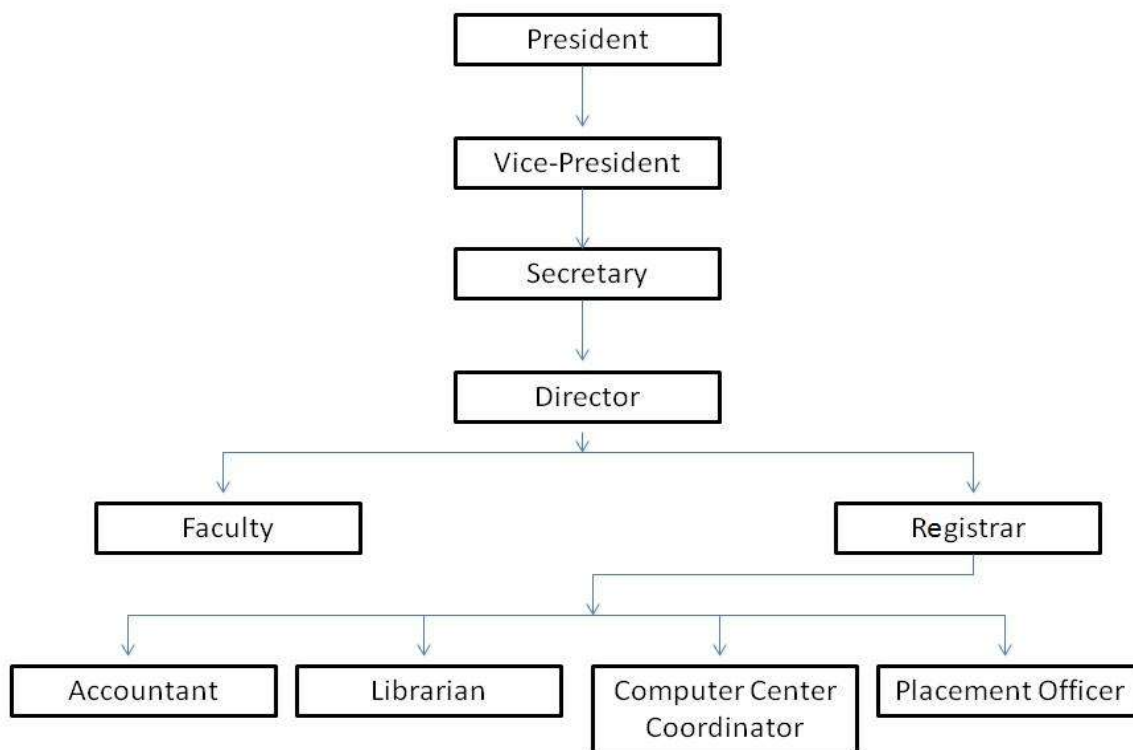 President
Vice-President
Secretary
Director
Faculty
Registrar
Accountant
Librarian
Computer Center
Coordinator
Placement Officer